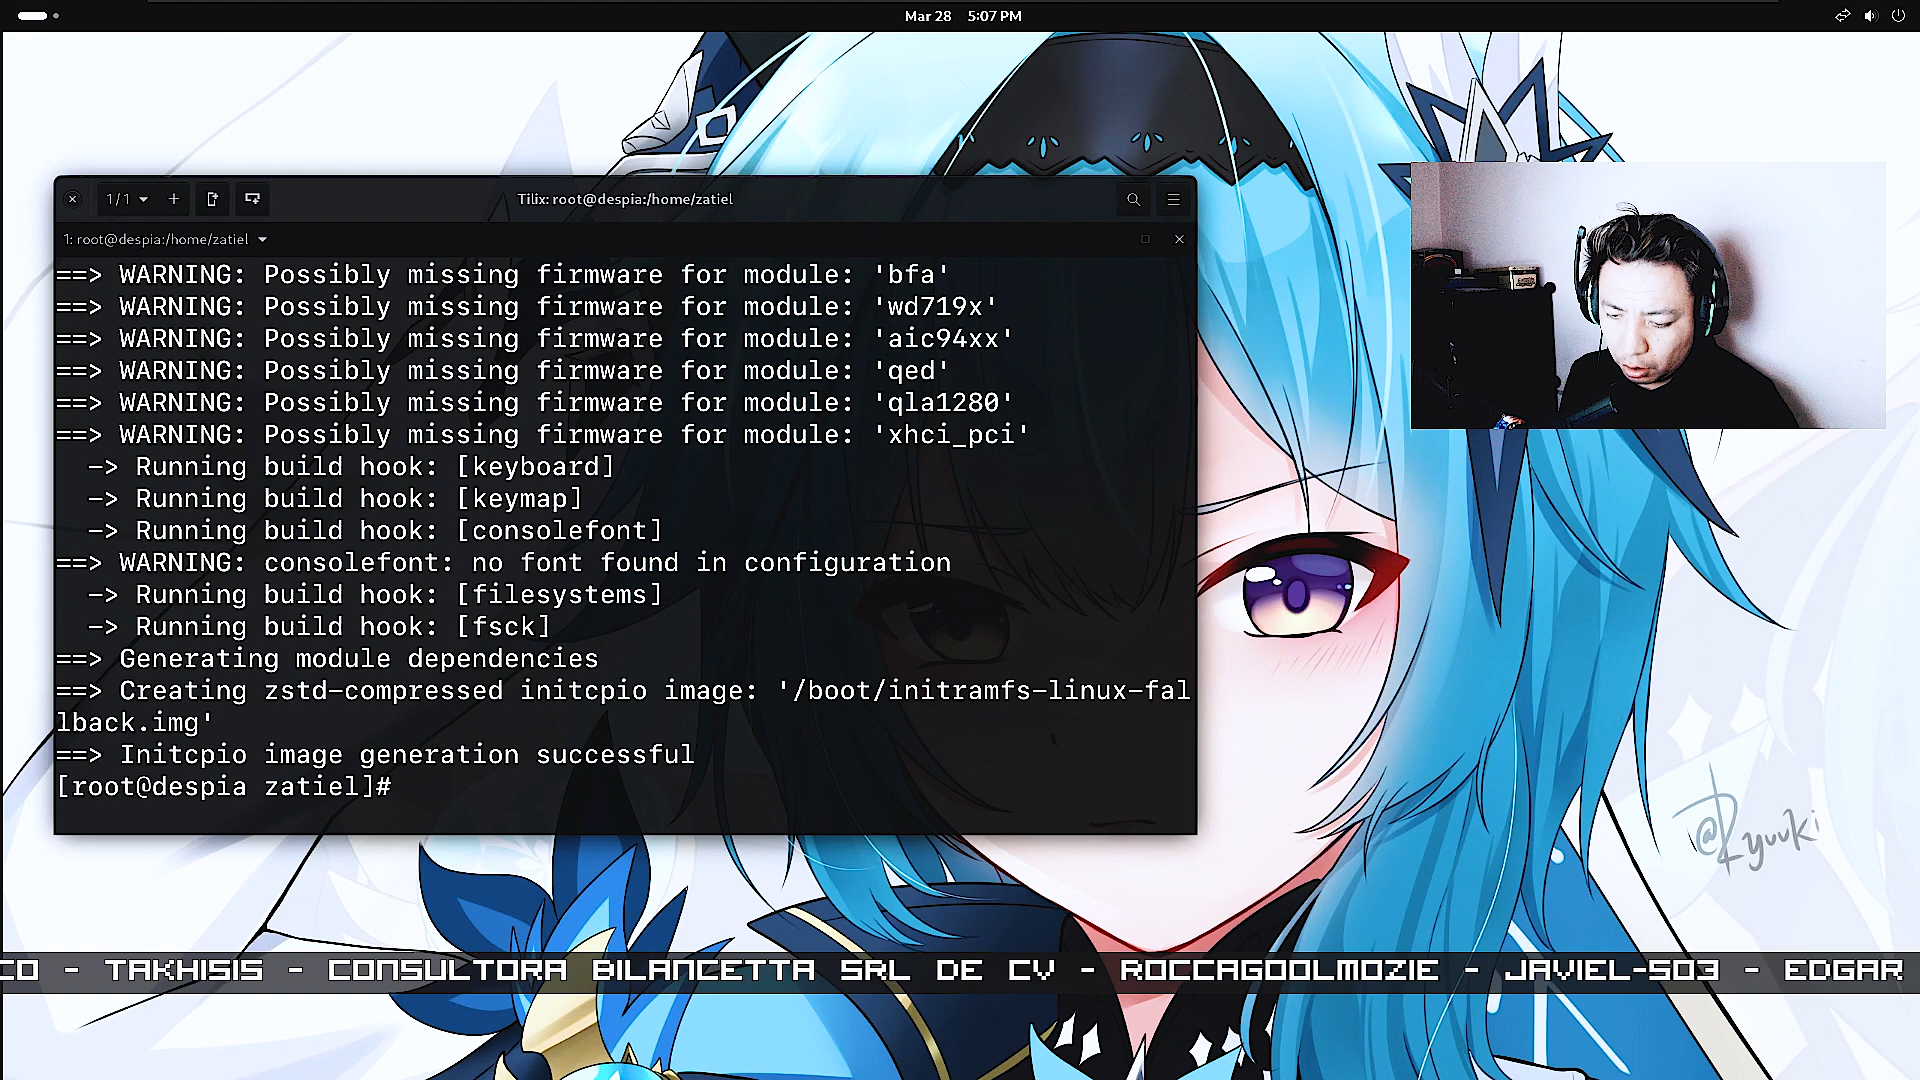 Mar 28 5:07 PM
1/1
Tilix: root@despia:/home/zatiel
1: root@despia:/home/zatiel
==> WARNING: Possibly missing firmware for module: 'bfa'
==> WARNING: Possibly missing firmware for module: 'wd719x'
==> WARNING: Possibly missing firmware for module: 'aic94xx'
==> WARNING: Possibly missing firmware for module: 'qed'
==> WARNING: Possibly missing firmware for module: 'qla1280'
==> WARNING: Possibly missing firmware for module: 'xhci_pci'
-> Running build hook: [keyboard]
-> Running build hook: [keymap]
-> Running build hook: [consolefont]
==> WARNING: consolefont: no font found in configuration
-> Running build hook: [filesystems]
-> Running build hook: [fsck]
==> Generating module dependencies
==> Creating zstd-compressed initcpio image: '/boot/initramfs-linux-fal
lback.img'
==> Initcpio image generation successful
[root@despia zatiel]#
@Ryuuki
CO - TAKHISIS - CONSULTORA BILANCETTA SRL DE CV - ROCCAGOOLMOZIE - JAVIEL-503 - EDGAR